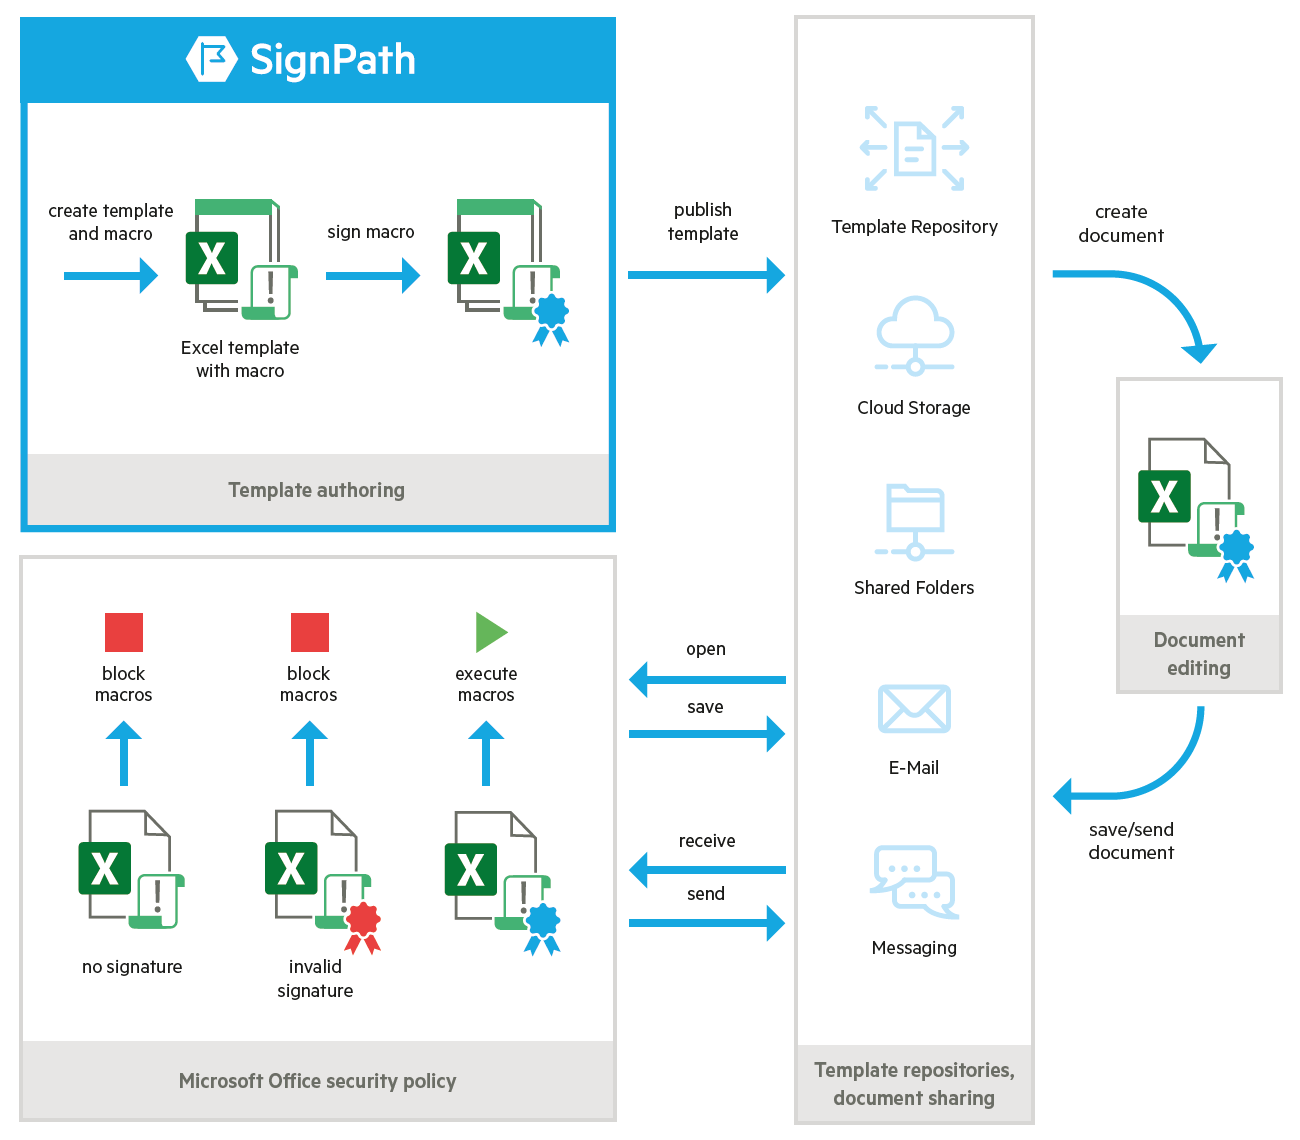 SignPath
create template
and macro
sign macro
Excel template
with macro
Template authoring
publish
template
Template Repository
Cloud Storage
Shared Folders
E-Mail
Messaging
Template repositories,
document sharing
create
document
Document
editing
save/send
document
open
save
receive
send
block
macros
block
macros
execute
macros
no signature
invalid
signature
Microsoft Office security policy